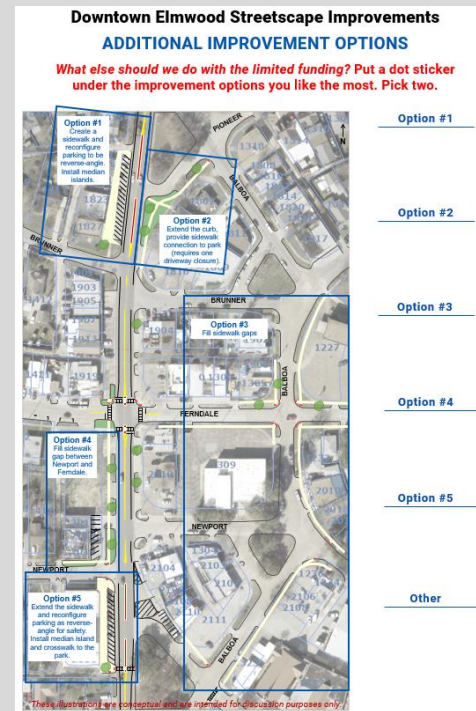 Downtown Elmwood Streetscape Improvements
ADDITIONAL IMPROVEMENT OPTIONS
What else should we do with the limited funding? Put a dot sticker
under the improvement options you like the most. Pick two.
Option #1
Create a
sidewalk and
reconfigure
parking to be
reverse-angle.
Install median
islands.
PIONEER
N
Option #1
1348
BALBOA
1823
Option #2
Extend the curb,
provide sidewalk
connection to park
(requires one
driveway closure).
Option #2
BRUNNER
BRUNNER
1903
1905
1904
Option #3
Fill sidewalk gaps
Option #3
1227
1919
BALBOA
FERNDALE
Option #4
Option #4
Fill sidewalk
gap between
Newport and
Ferndale.
309
Option #5
NEWPORT
NEWPORT
2104
2111
2106
Option #5
Extend the sidewalk
and reconfigure
parking as reverse-
angle for safety.
Install median island
and crosswalk to the
park.
Other
BALBOA
These illustrations are conceptual and are intended for discussion purposes only.